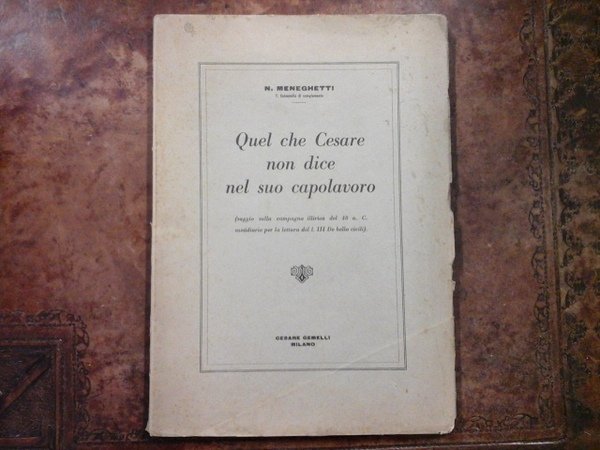 N. MENEGHETTI
Quel che Cesare
non dice
nel suo capolavoro
(saggio sulla campagna illirica del 48 a. C.
sussidiario per la lettura del l. III De bello civili).
CESARE GEMELLI
MILANO